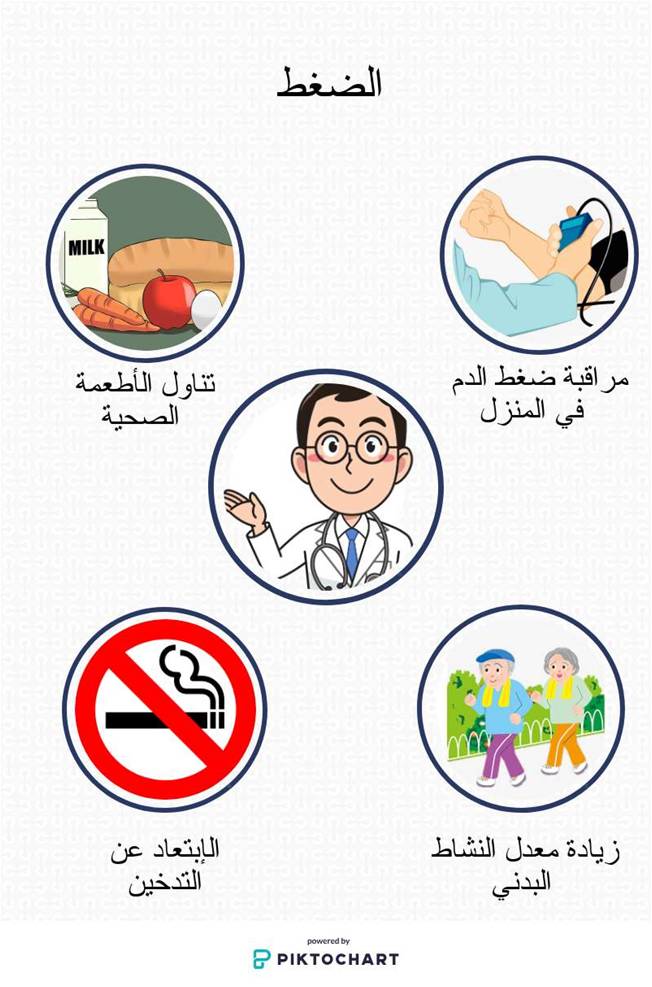 الضغط
MILK
مراقبة ضغط الدم
في المنزل
تناول الأطعمة
الصحية
زيادة معدل النشاط
البدني
الإبتعاد عن
التدخين
powered by
PIKTOCHART